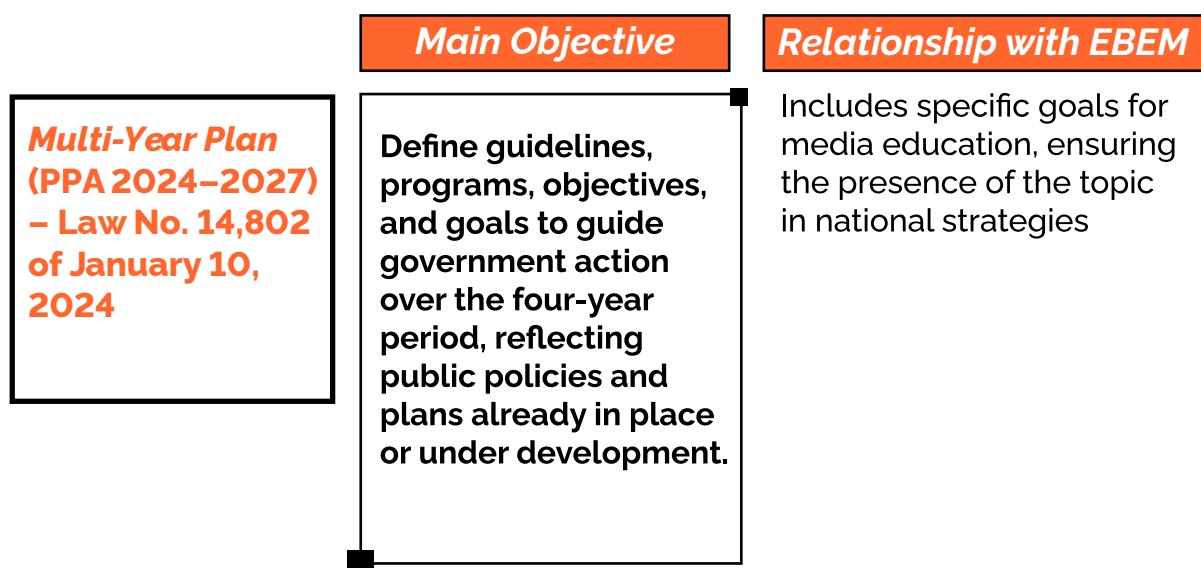 Main Objective
Relationship with EBEM
Multi-Year Plan
(PPA 2024–2027)
– Law No. 14,802
of January 10,
2024
Define guidelines,
programs, objectives,
and goals to guide
government action
over the four-year
period, reflecting
public policies and
plans already in place
or under development.
Includes specific goals for
media education, ensuring
the presence of the topic
in national strategies